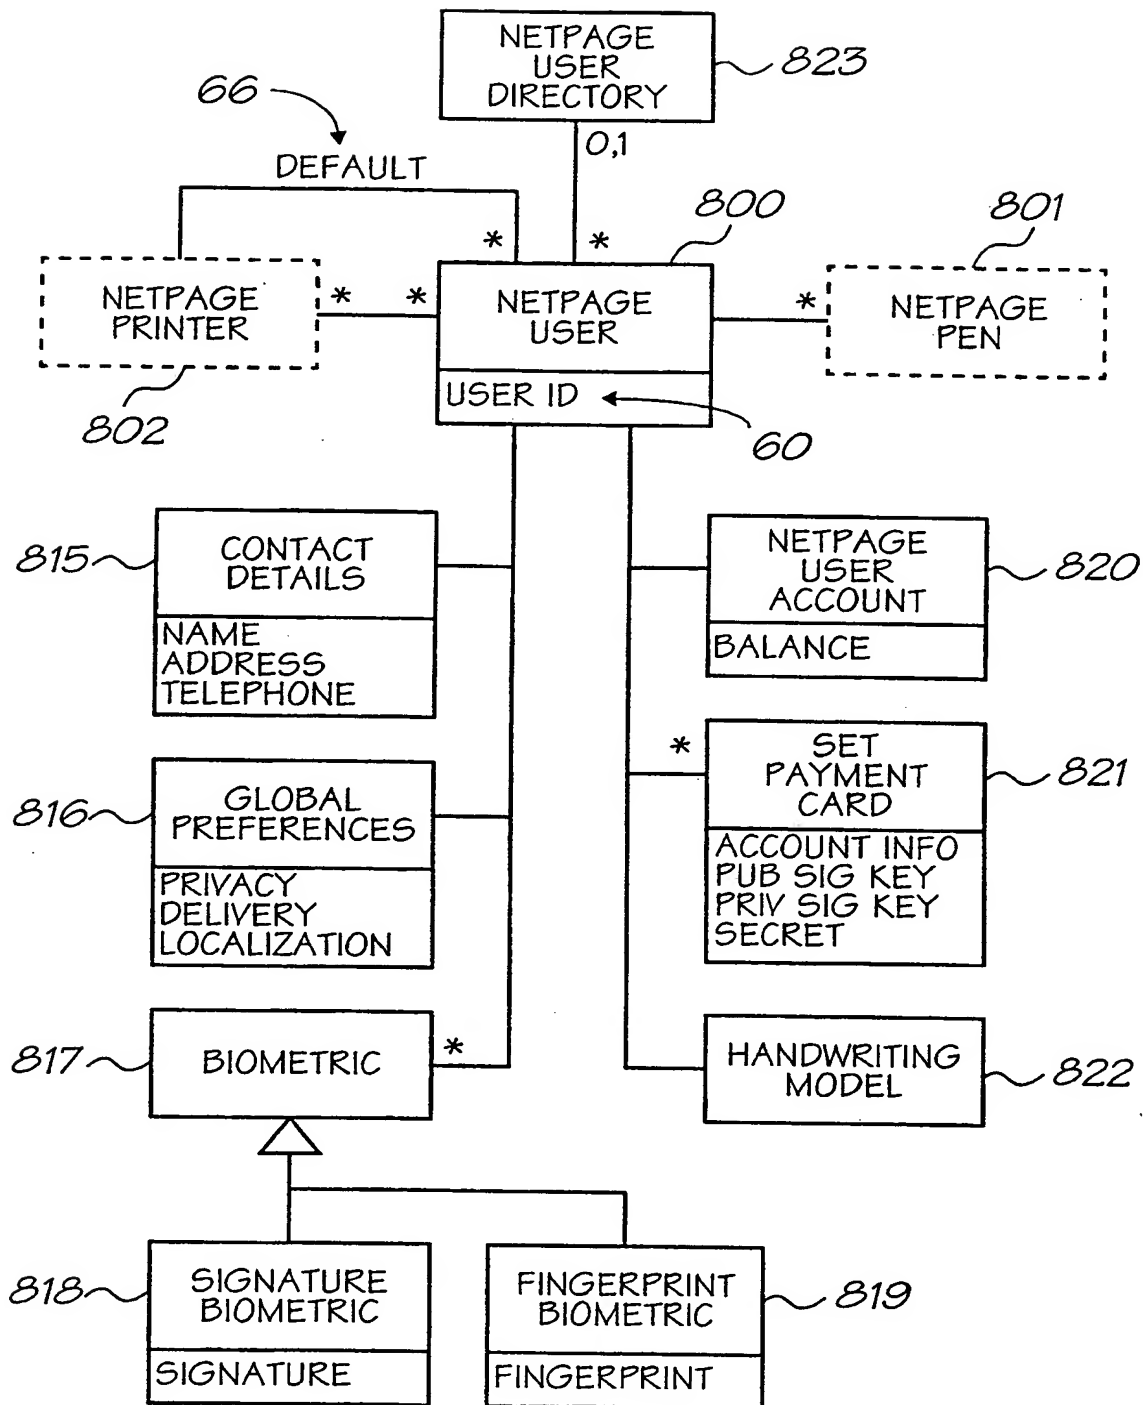 NETPAGE
USER
DIRECTORY
823
66
DEFAULT
0,1
800
801
*
*
NETPAGE
PRINTER
*
*
NETPAGE
USER
*
NETPAGE
PEN
802
USER ID
60
815
CONTACT
DETAILS
NAME
ADDRESS
TELEPHONE
NETPAGE
USER
ACCOUNT
820
BALANCE
816
GLOBAL
PREFERENCES
PRIVACY
DELIVERY
LOCALIZATION
*
SET
PAYMENT
CARD
821
ACCOUNT INFO
PUB SIG KEY
PRIV SIG KEY
SECRET
817
BIOMETRIC
*
HANDWRITING
MODEL
822
818
SIGNATURE
BIOMETRIC
SIGNATURE
FINGERPRINT
BIOMETRIC
819
FINGERPRINT